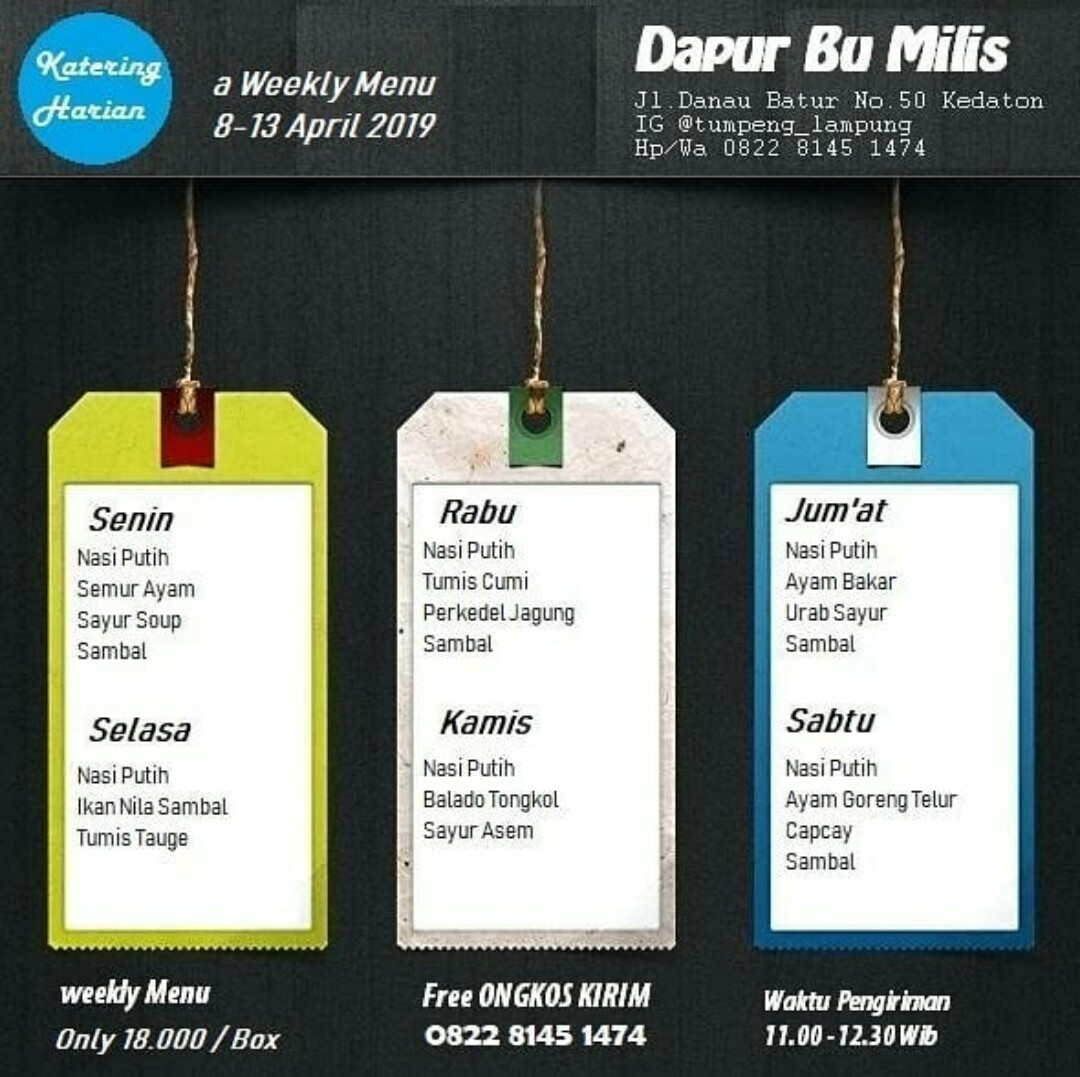 Katering
Harian
a Weekly Menu
8-13 April 2019
Dapur Bu Milis
Jl.Danau Batur No.50 Kedaton
IG @tumpeng_lampung
Hp/Wa 0822 8145 1474
Senin
Nasi Putih
Semur Ayam
Sayur Soup
Sambal
Selasa
Nasi Putih
Ikan Nila Sambal
Tumis Tauge
Rabu
Nasi Putih
Tumis Cumi
Perkedel Jagung
Sambal
Kamis
Nasi Putih
Balado Tongkol
Sayur Asem
Jum'at
Nasi Putih
Ayam Bakar
Urab Sayur
Sambal
Sabtu
Nasi Putih
Ayam Goreng Telur
Capcay
Sambal
weekly Menu
Only 18.000 / Box
Free ONGKOS KIRIM
0822 8145 1474
Waktu Pengiriman
11.00 - 12.30 Wib